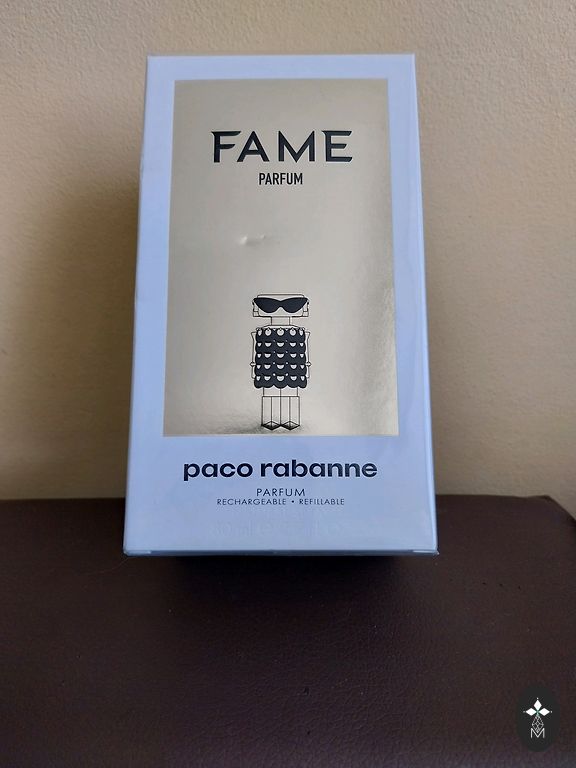 FAME
PARFUM
paco rabanne
PARFUM
RECHARGEABLE • REFILLABLE